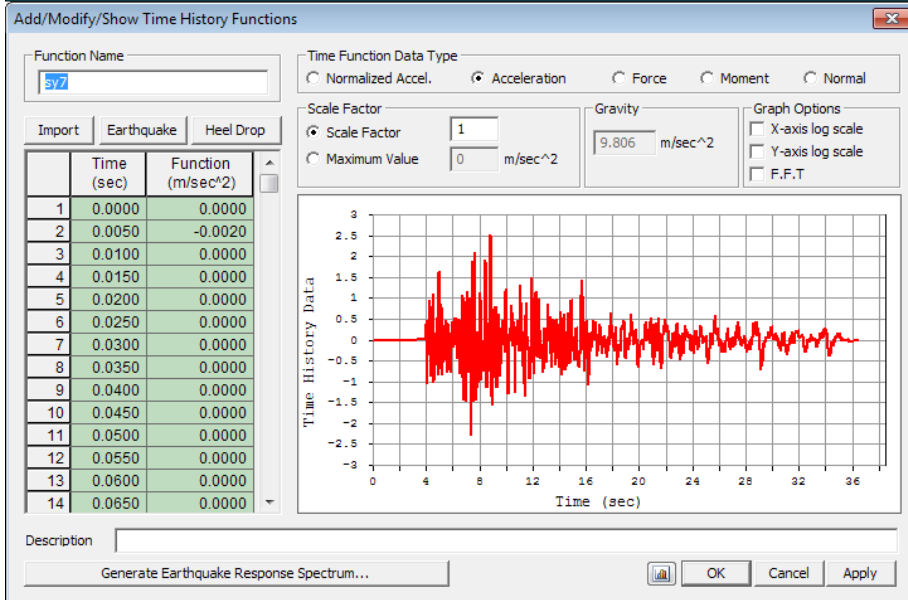 Add/Modify/Show Time History Functions
Function Name
sy7
Import Earthquake Heel Drop
Time Function Data Type
Normalized Accel. Acceleration Force Moment Normal
Scale Factor
Scale Factor 1
Maximum Value 0 m/sec^2
Gravity
9.806 m/sec^2
Graph Options
X-axis log scale
Y-axis log scale
F.F.T
Time (sec) Function (m/sec^2)
1 0.0000 0.0000
2 0.0050 -0.0020
3 0.0100 0.0000
4 0.0150 0.0000
5 0.0200 0.0000
6 0.0250 0.0000
7 0.0300 0.0000
8 0.0350 0.0000
9 0.0400 0.0000
10 0.0450 0.0000
11 0.0500 0.0000
12 0.0550 0.0000
13 0.0600 0.0000
14 0.0650 0.0000
Time History Data
3
2.5
2
1.5
1
0.5
0
-0.5
-1
-1.5
-2
-2.5
-3
0 4 8 12 16 20 24 28 32 36
Time (sec)
Description
Generate Earthquake Response Spectrum... OK Cancel Apply